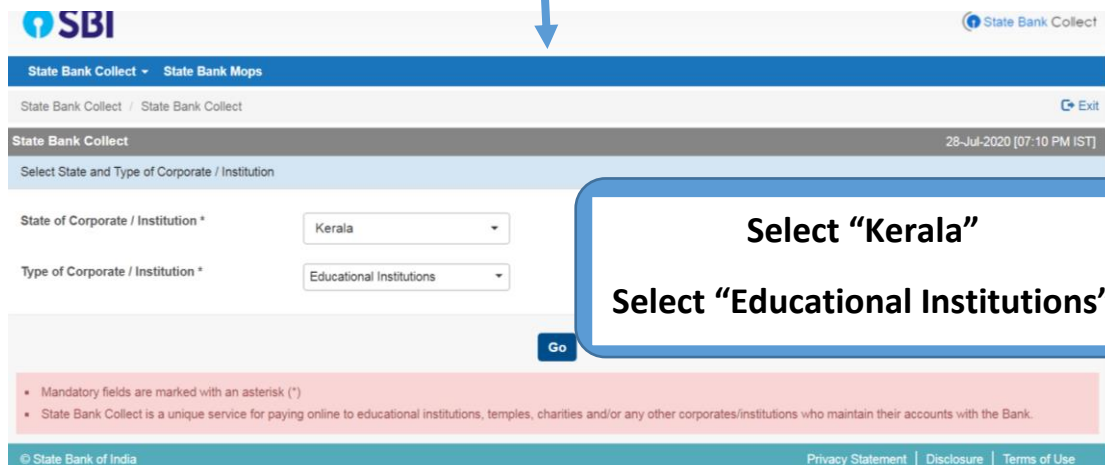 SBI
State Bank Collect
State Bank Collect State Bank Mops
State Bank Collect / State Bank Collect
Exit
State Bank Collect
28-Jul-2020 [07:10 PM IST]
Select State and Type of Corporate / Institution
State of Corporate / Institution *
Kerala
Type of Corporate / Institution *
Educational Institutions
Select “Kerala”
Select “Educational Institutions”
Go
• Mandatory fields are marked with an asterisk (*)
• State Bank Collect is a unique service for paying online to educational institutions, temples, charities and/or any other corporates/institutions who maintain their accounts with the Bank.
© State Bank of India
Privacy Statement | Disclosure | Terms of Use